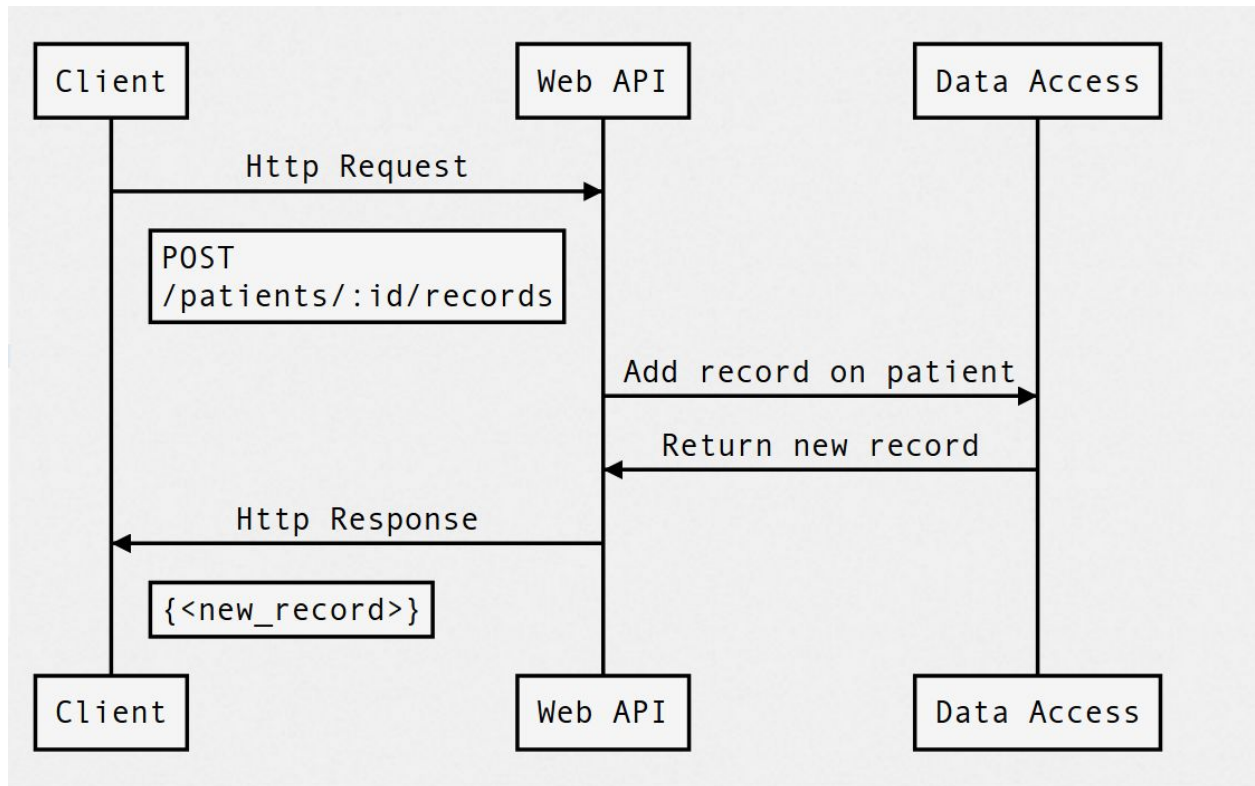 Client
Web API
Data Access
Http Request
POST
/patients/:id/records
Add record on patient
Return new record
Http Response
{<new_record>}
Client
Web API
Data Access